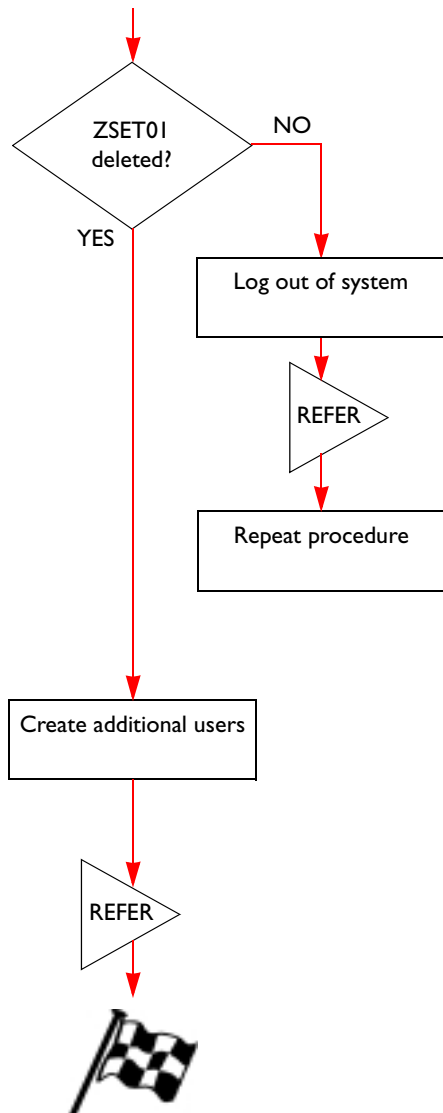 ZSET01
deleted?
NO
YES
Log out of system
REFER
Repeat procedure
Create additional users
REFER